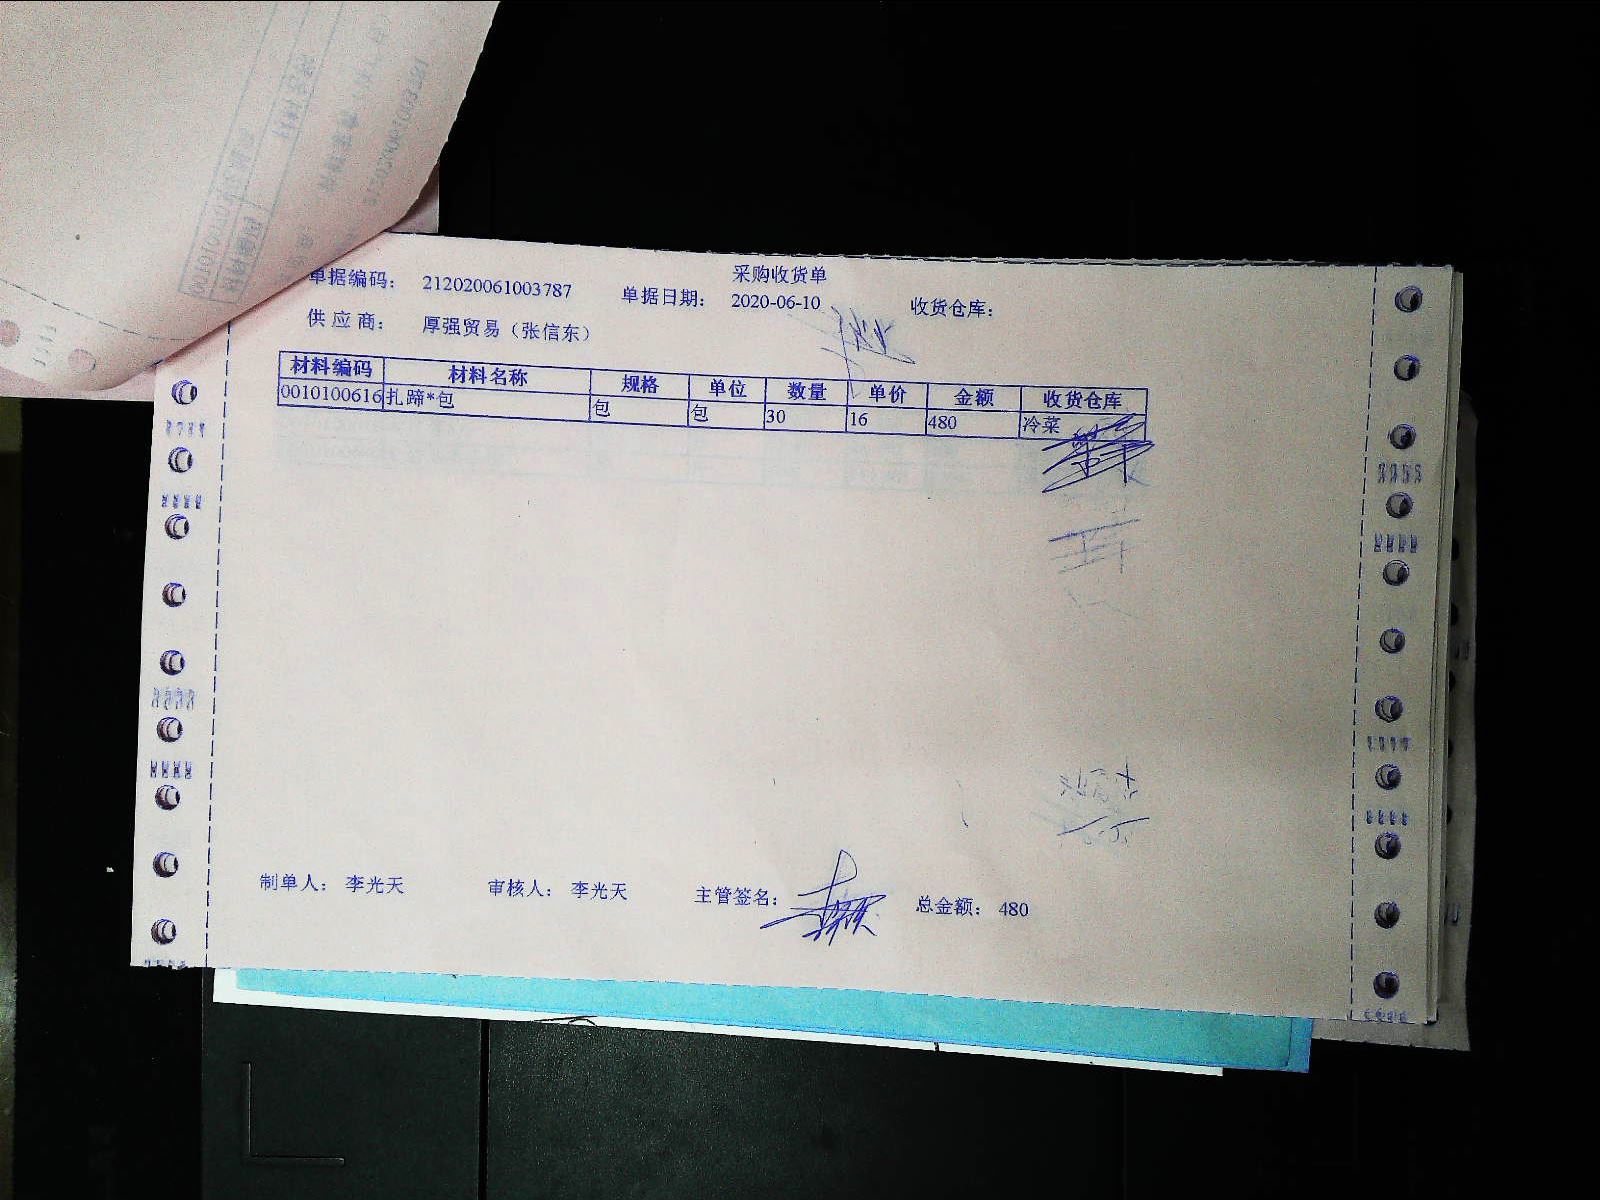 采购收货单
单据编码： 212020061003787 单据日期： 2020-06-10 收货仓库：
供应商： 厚强贸易（张信东）
材料编码 材料名称 规格 单位 数量 单价 金额 收货仓库
0010100616 扎蹄*包 包 包 30 16 480 冷菜
制单人： 李光天 审核人： 李光天 主管签名： 总金额： 480